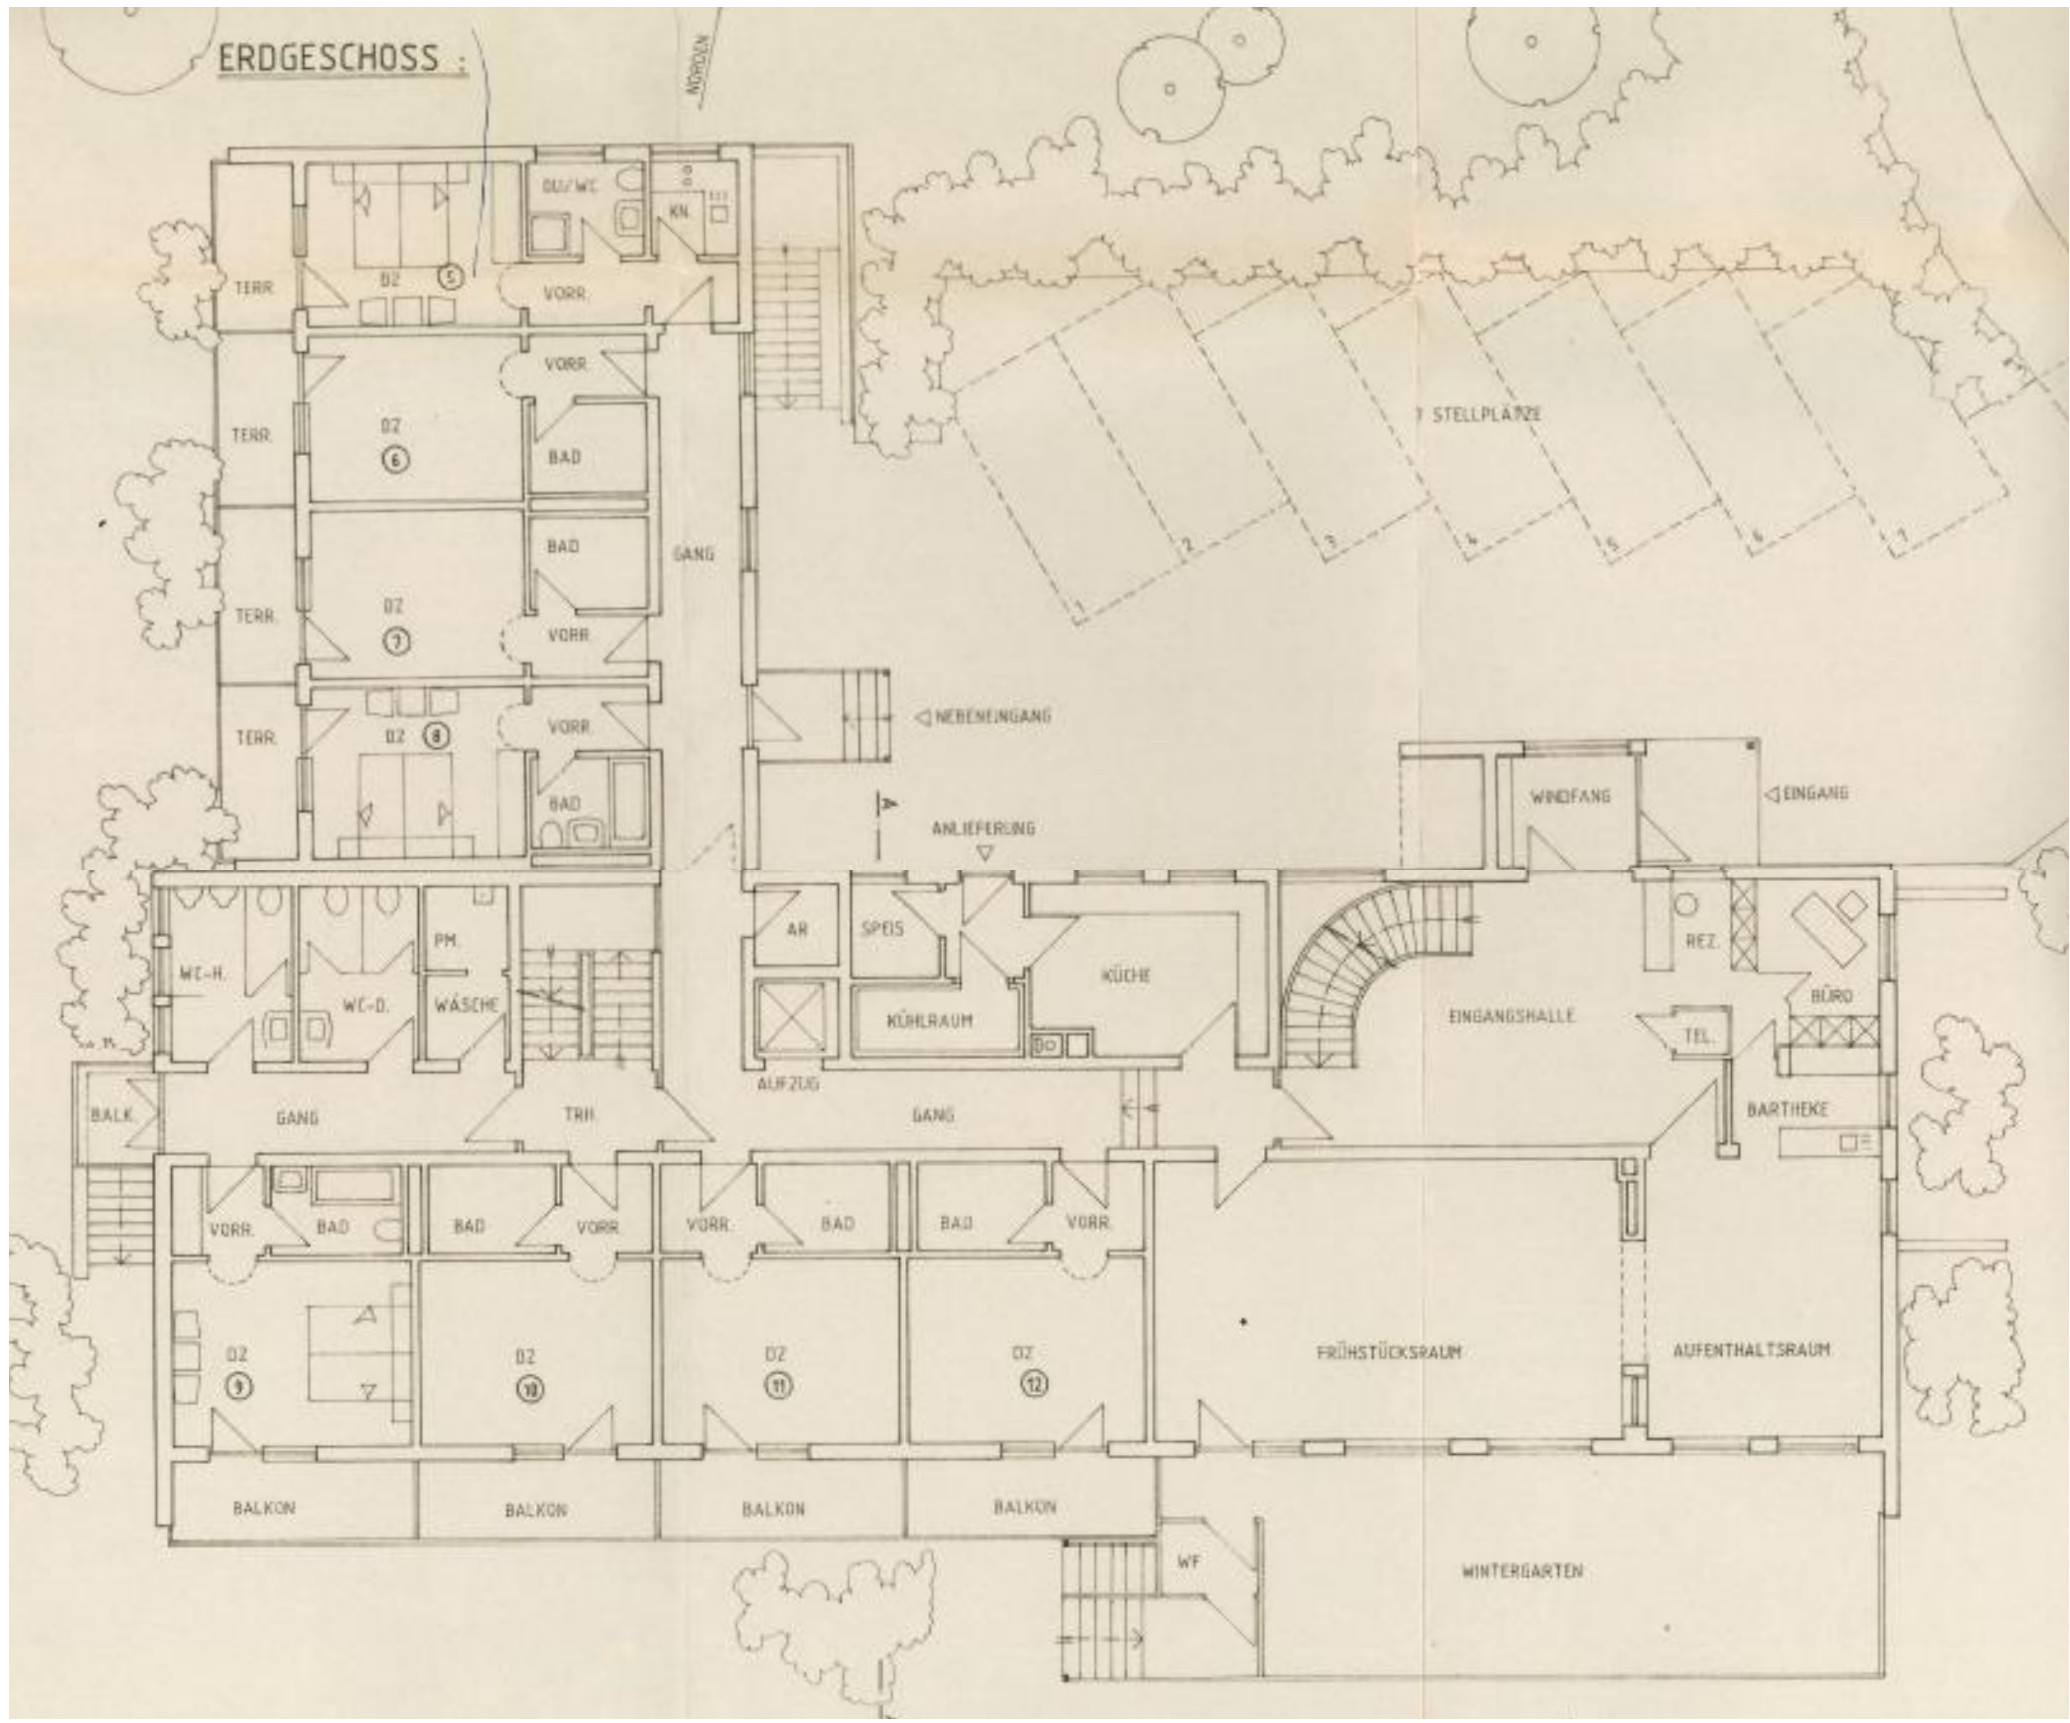 ERDGESCHOSS :
NORDEN
DU/WC
KN.
TERR.
DZ
5
VORR.
VORR.
TERR.
DZ
6
BAD
7 STELLPLÄTZE
BAD
GANG
1
2
3
4
5
6
7
TERR.
DZ
7
VORR.
TERR.
DZ
8
VORR.
NEBENEINGANG
BAD
A
ANLIEFERUNG
WINDFANG
EINGANG
WC-H.
WC-D.
PM.
WÄSCHE
AR
SPEIS
KÜHLRAUM
KÜCHE
EINGANGSHALLE
REZ.
BÜRO
TEL.
AUFZUG
BALK.
GANG
TRH.
GANG
BARTHEKE
VORR.
BAD
BAD
VORR.
VORR.
BAD
BAD
VORR.
DZ
9
DZ
10
DZ
11
DZ
12
FRÜHSTÜCKSRAUM
AUFENTHALTSRAUM
BALKON
BALKON
BALKON
BALKON
WF
WINTERGARTEN